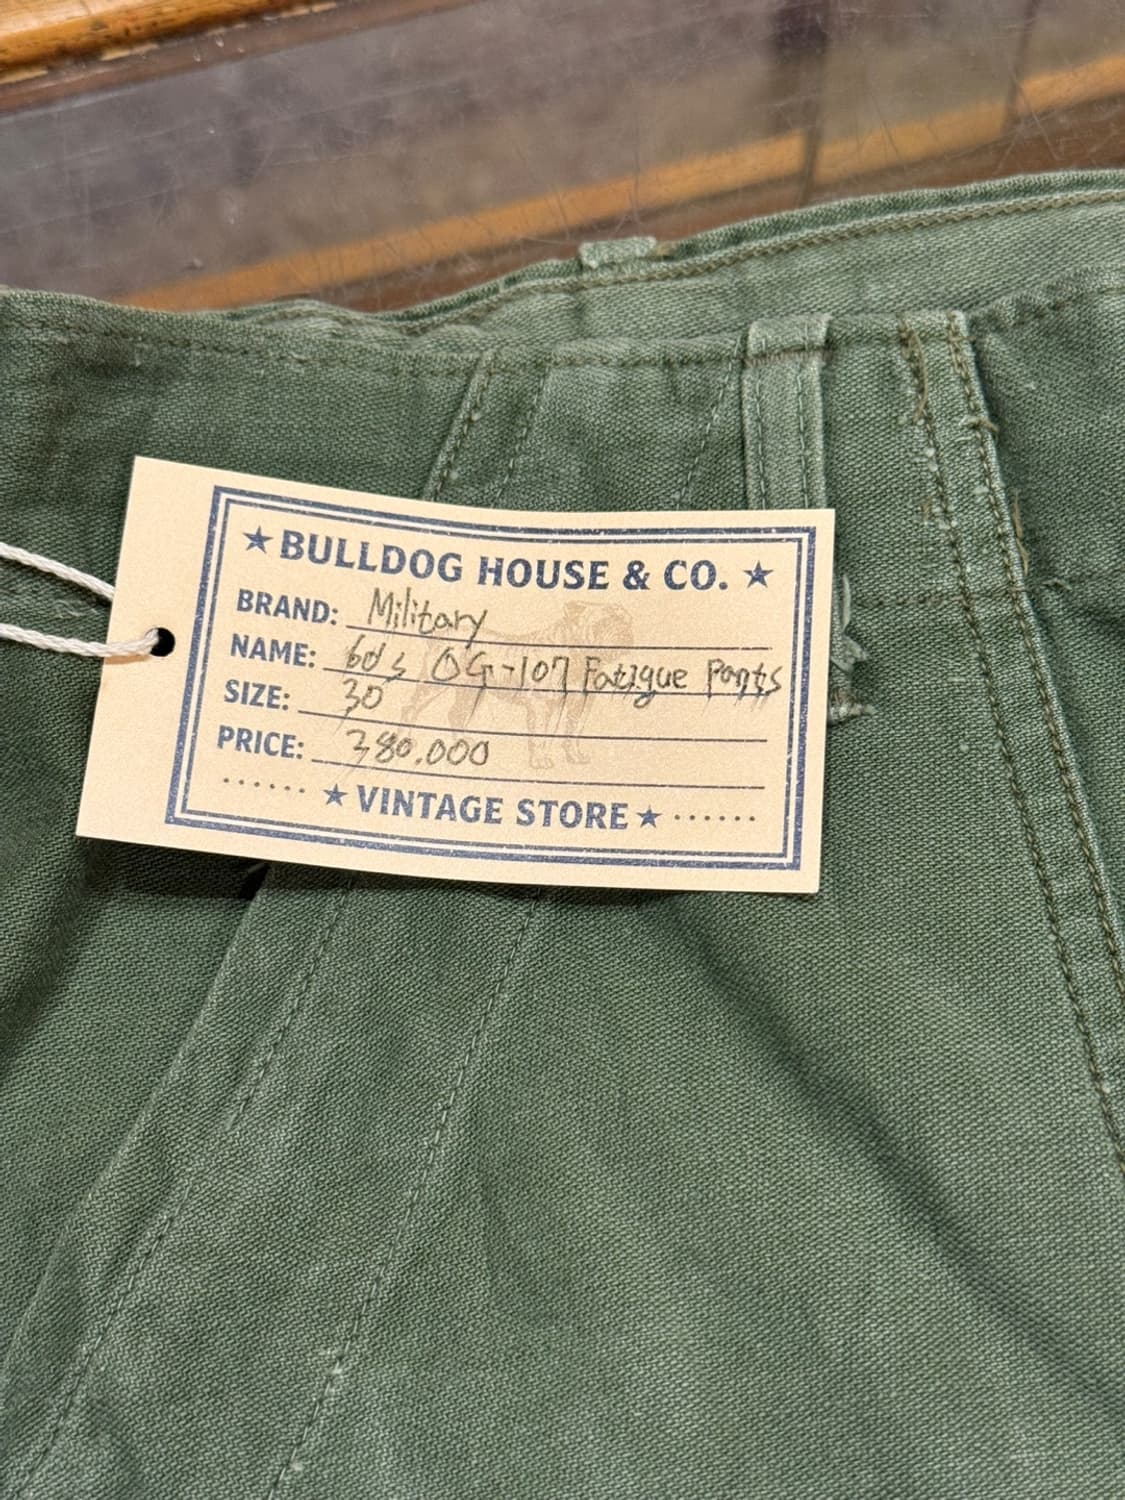 ★ BULLDOG HOUSE & CO. ★
BRAND: Military
NAME: 60's OG-107 Fatigue Pants
SIZE: 30
PRICE: 380.000
...... ★ VINTAGE STORE ★ ......